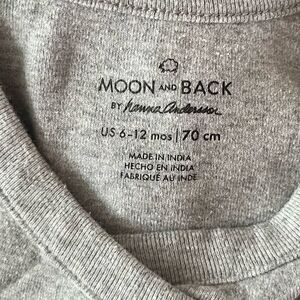 MOON AND BACK
BY hanna Andersson
US 6-12 mos | 70 cm
MADE IN INDIA
HECHO EN INDIA
FABRIQUÉ AU INDE